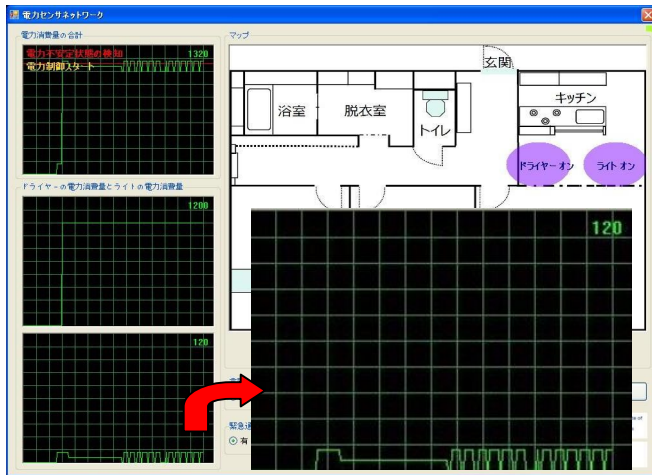 電力センサネットワーク
電力消費量の合計
電力不安定状態の検知
1320
電力制御スタート
ドライヤーの電力消費量とライトの電力消費量
1200
120
マップ
玄関
浴室
脱衣室
トイレ
キッチン
ドライヤー オン
ライト オン
120
緊急通
有